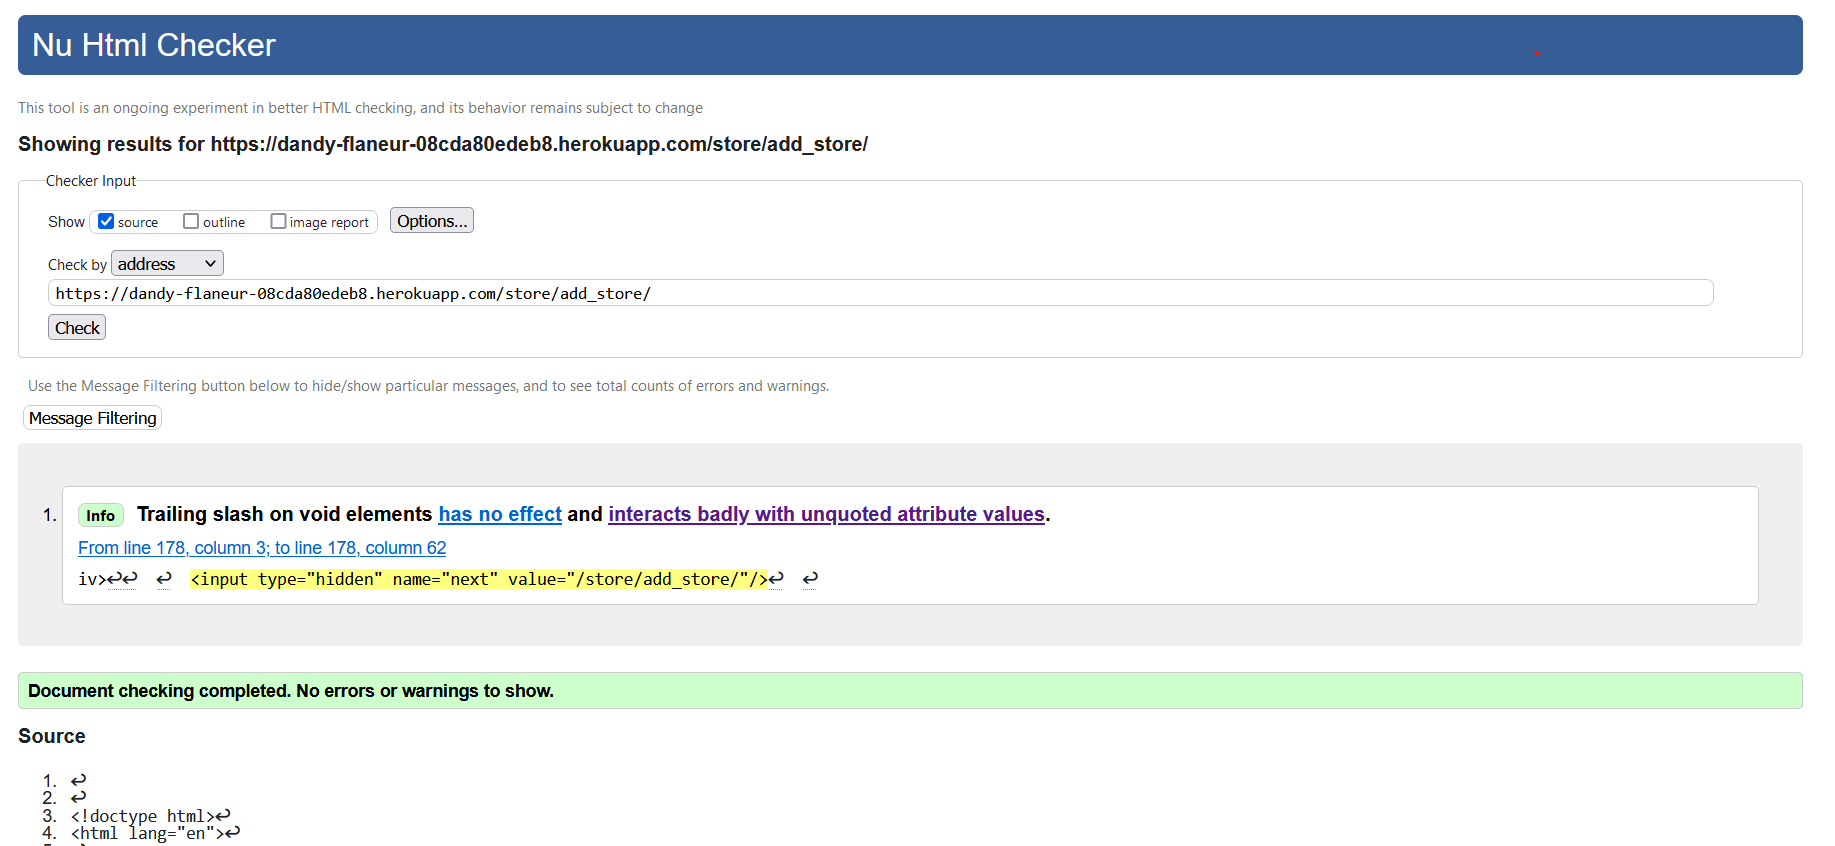 Nu Html Checker
This tool is an ongoing experiment in better HTML checking, and its behavior remains subject to change
Showing results for https://dandy-flaneur-08cda80edeb8.herokuapp.com/store/add_store/
Checker Input
Show source outline image report Options...
Check by address
https://dandy-flaneur-08cda80edeb8.herokuapp.com/store/add_store/
Check
Use the Message Filtering button below to hide/show particular messages, and to see total counts of errors and warnings.
Message Filtering
1. Info Trailing slash on void elements has no effect and interacts badly with unquoted attribute values.
From line 178, column 3; to line 178, column 62
iv>↩↩ ↩ <input type="hidden" name="next" value="/store/add_store/"/>↩ ↩
Document checking completed. No errors or warnings to show.
Source
1. ↩
2. ↩
3. <!doctype html>↩
4. <html lang="en">↩